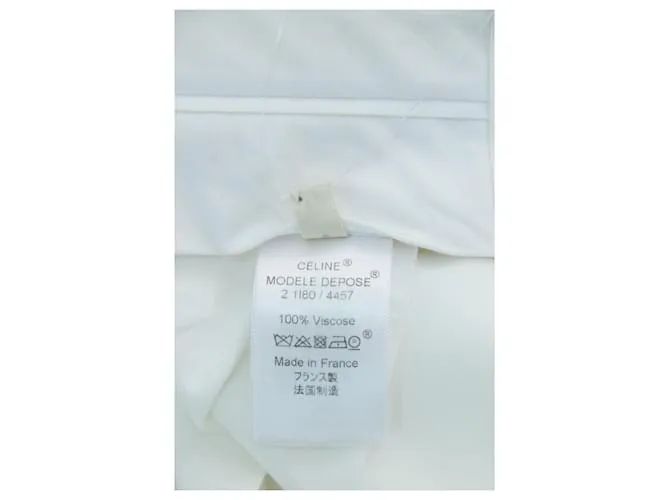 CÉLINE®
MODELE DEPOSE®
2 1180 / 4457
100% Viscose
Made in France
フランス製
法国制造